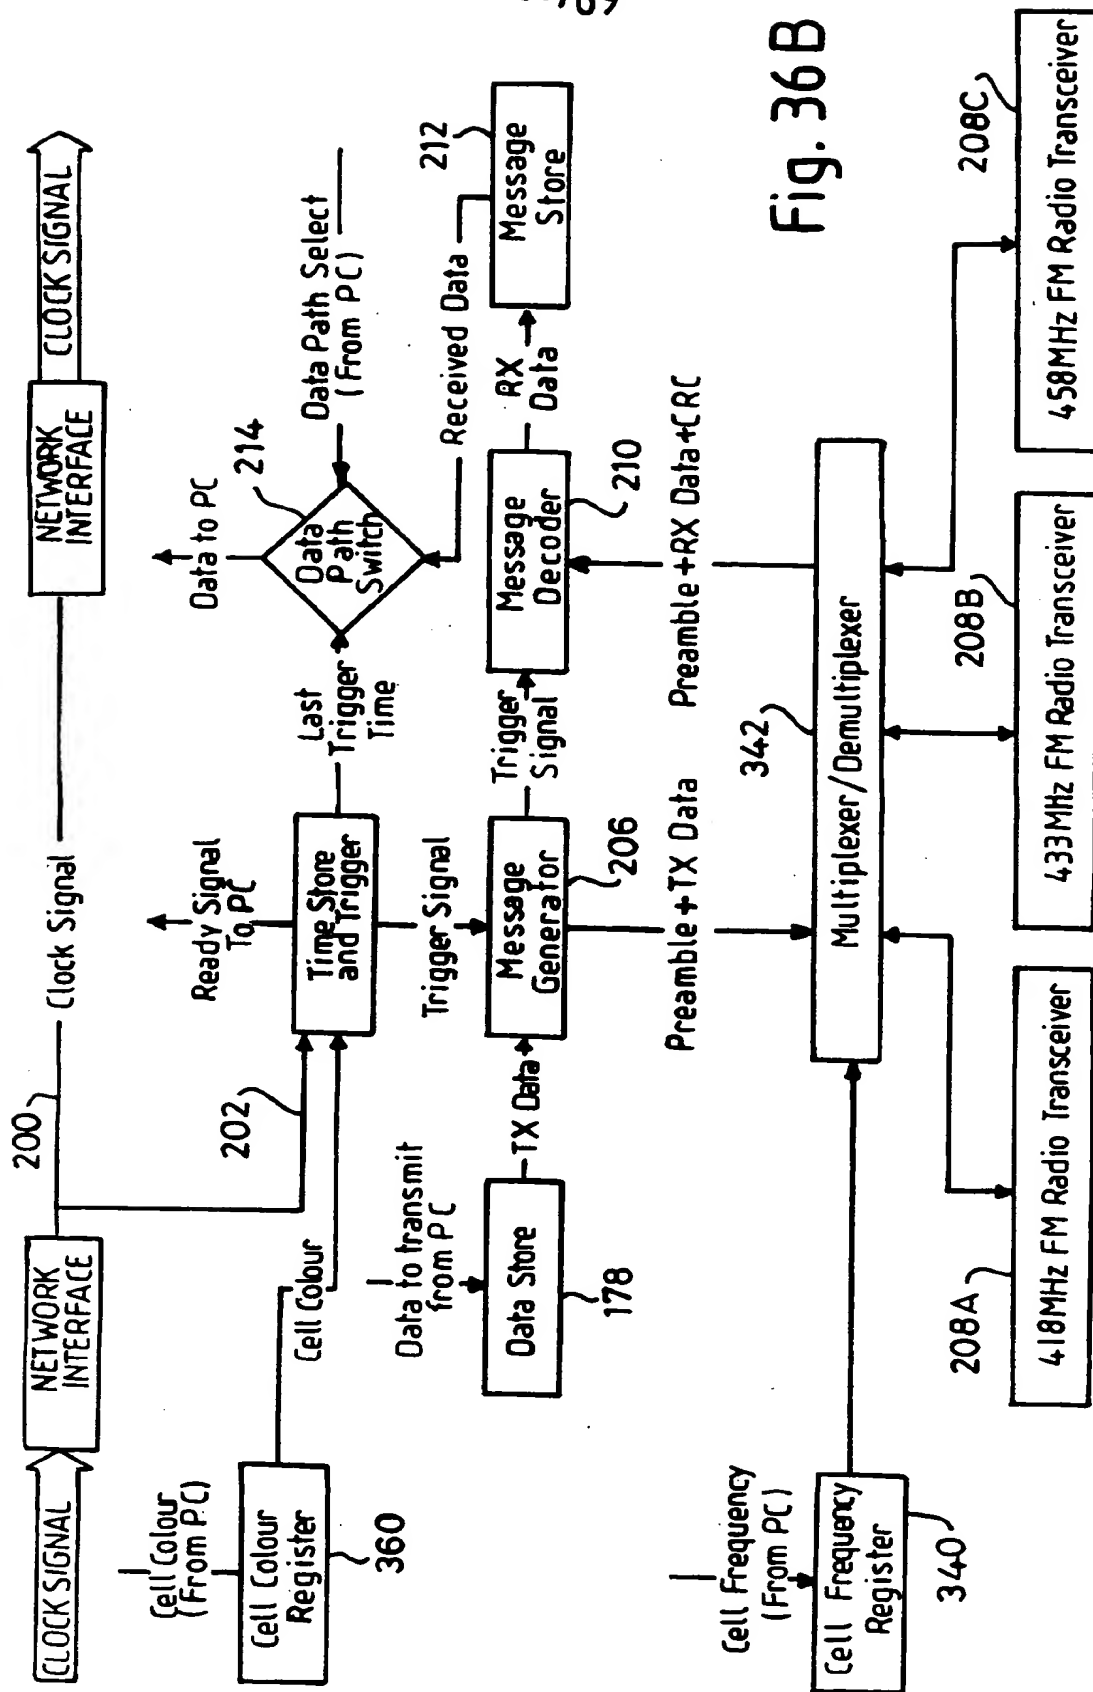 CLOCK SIGNAL
NETWORK
INTERFACE
200
Clock Signal
NETWORK
INTERFACE
CLOCK SIGNAL
Cell Colour
(From PC)
Cell Colour
Register
360
Cell Colour
202
Ready Signal
To PC
Time Store
and Trigger
Last
Trigger
Time
Data to PC
214
Data
Path
Switch
Data Path Select
(From PC)
Data to transmit
from PC
Data Store
178
TX Data
Trigger Signal
Message
Generator
206
Trigger
Signal
Message
Decoder
210
RX
Data
Received Data
212
Message
Store
Preamble+TX Data
Preamble+RX Data+CRC
Cell Frequency
(From PC)
Cell Frequency
Register
340
342
Multiplexer/Demultiplexer
Fig. 36B
208A
418MHz FM Radio Transceiver
208B
433MHz FM Radio Transceiver
208C
458MHz FM Radio Transceiver